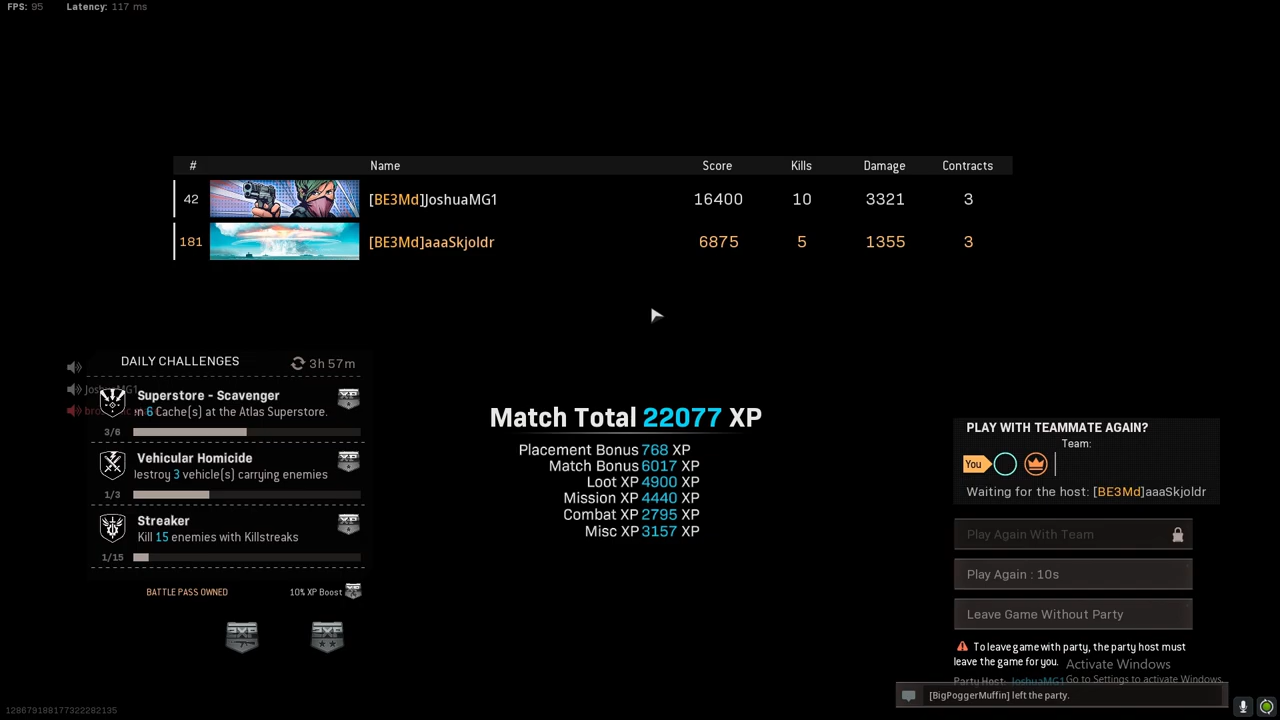 FPS: 95 Latency: 117 ms
# Name Score Kills Damage Contracts
42 [BE3Md]JoshuaMG1 16400 10 3321 3
181 [BE3Md]aaaSkjoldr 6875 5 1355 3
DAILY CHALLENGES 3h 57m
Superstore - Scavenger
en 6 Cache(s) at the Atlas Superstore.
3/6
Vehicular Homicide
estroy 3 vehicle(s) carrying enemies
1/3
Streaker
Kill 15 enemies with Killstreaks
1/15
BATTLE PASS OWNED 10% XP Boost
Match Total 22077 XP
Placement Bonus 768 XP
Match Bonus 6017 XP
Loot XP 4900 XP
Mission XP 4440 XP
Combat XP 2795 XP
Misc XP 3157 XP
PLAY WITH TEAMMATE AGAIN?
Team:
You
Waiting for the host: [BE3Md]aaaSkjoldr
Play Again With Team
Play Again : 10s
Leave Game Without Party
To leave game with party, the party host must
leave the game for you.
Activate Windows
Party Host: JoshuaMG1
Go to Settings to activate Windows.
[BigPoggerMuffin] left the party.